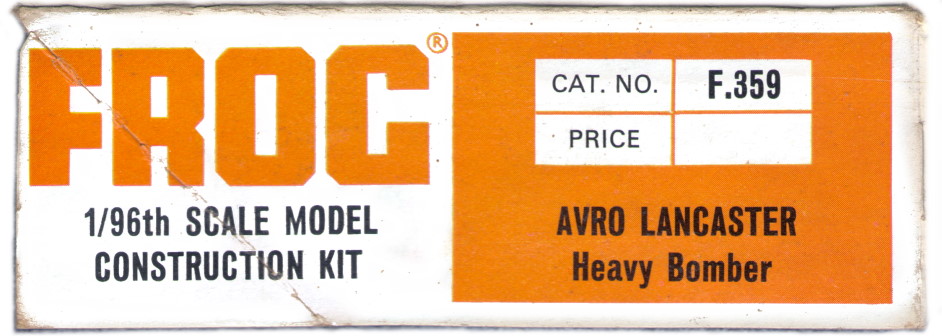 FROG®
1/96th SCALE MODEL
CONSTRUCTION KIT
CAT. NO. F.359
PRICE
AVRO LANCASTER
Heavy Bomber